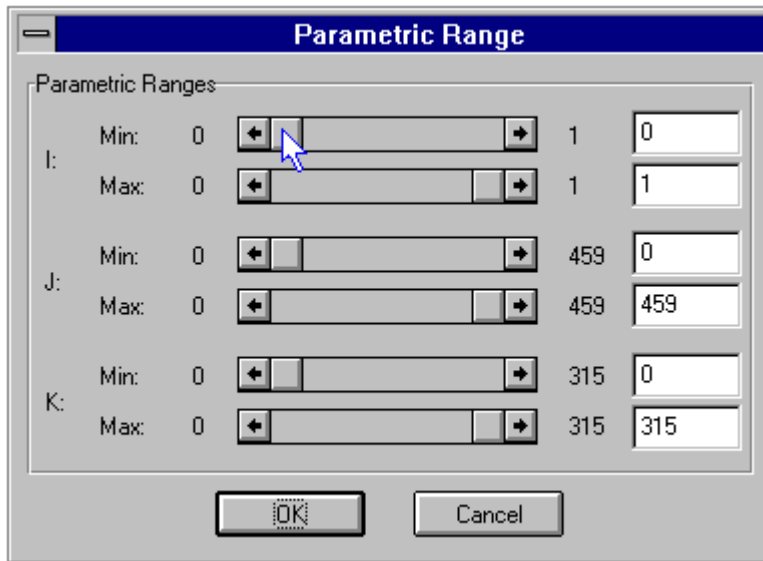 Parametric Range
Parametric Ranges
I:
Min: 0 1 0
Max: 0 1 1
J:
Min: 0 459 0
Max: 0 459 459
K:
Min: 0 315 0
Max: 0 315 315
OK Cancel